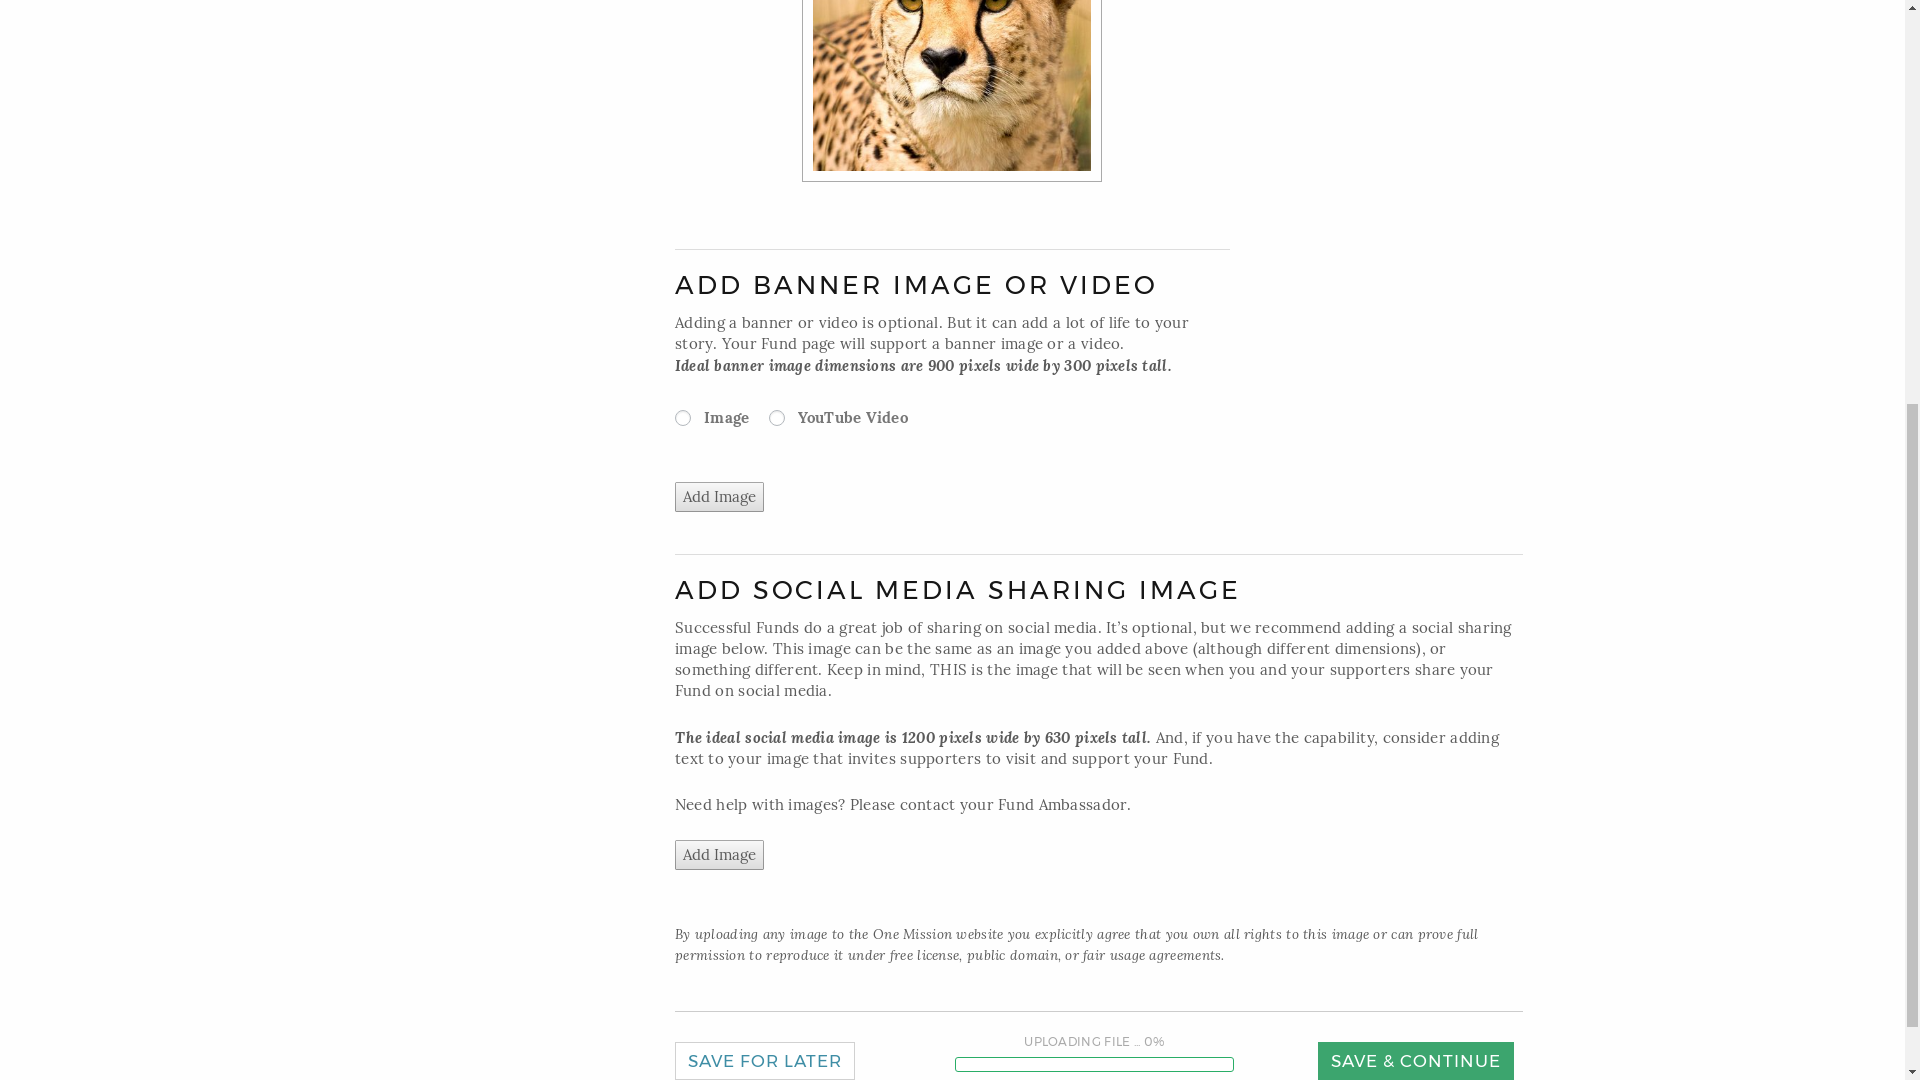 ADD BANNER IMAGE OR VIDEO
Adding a banner or video is optional. But it can add a lot of life to your
story. Your Fund page will support a banner image or a video.
Ideal banner image dimensions are 900 pixels wide by 300 pixels tall.
Image YouTube Video
Add Image
ADD SOCIAL MEDIA SHARING IMAGE
Successful Funds do a great job of sharing on social media. It’s optional, but we recommend adding a social sharing
image below. This image can be the same as an image you added above (although different dimensions), or
something different. Keep in mind, THIS is the image that will be seen when you and your supporters share your
Fund on social media.
The ideal social media image is 1200 pixels wide by 630 pixels tall. And, if you have the capability, consider adding
text to your image that invites supporters to visit and support your Fund.
Need help with images? Please contact your Fund Ambassador.
Add Image
By uploading any image to the One Mission website you explicitly agree that you own all rights to this image or can prove full
permission to reproduce it under free license, public domain, or fair usage agreements.
UPLOADING FILE ... 0%
SAVE FOR LATER SAVE & CONTINUE